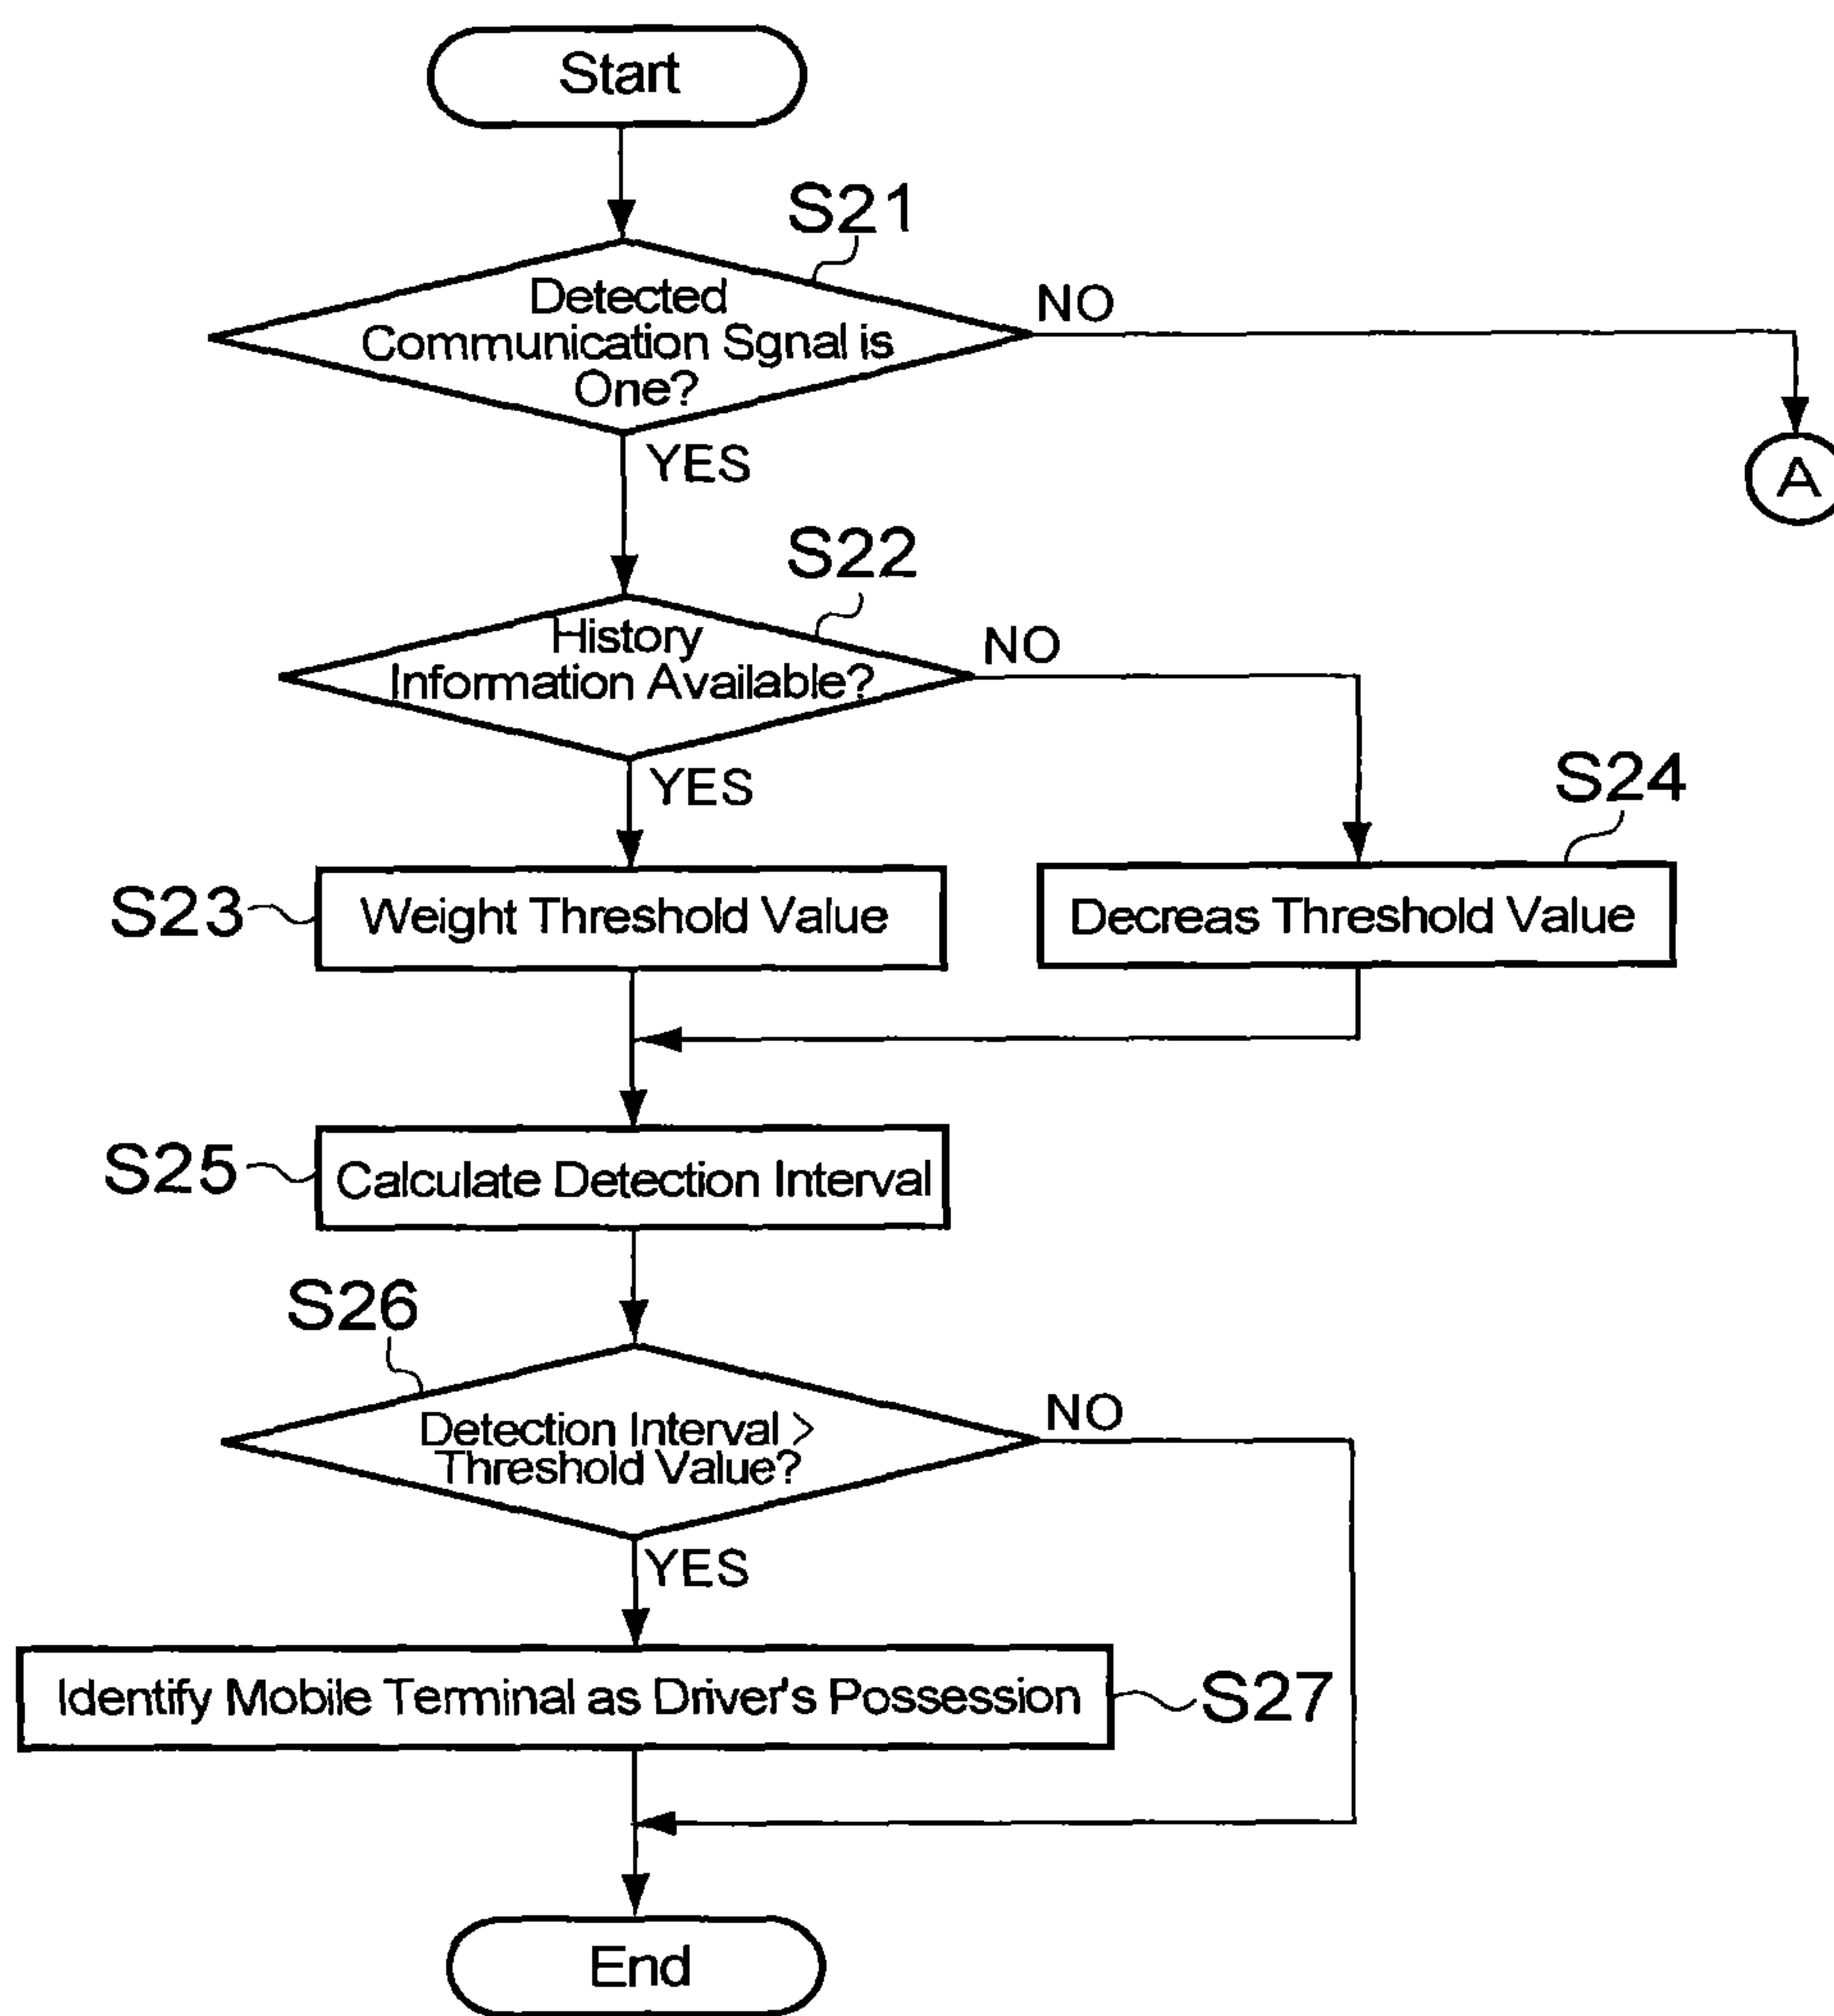 Start
S21
Detected
Communication Sgnal is
One?
NO
YES
A
S22
History
Information Available?
NO
YES
S24
S23
Weight Threshold Value
Decreas Threshold Value
S25
Calculate Detection Interval
S26
Detection Interval >
Threshold Value?
NO
YES
Identify Mobile Terminal as Driver's Possession
S27
End